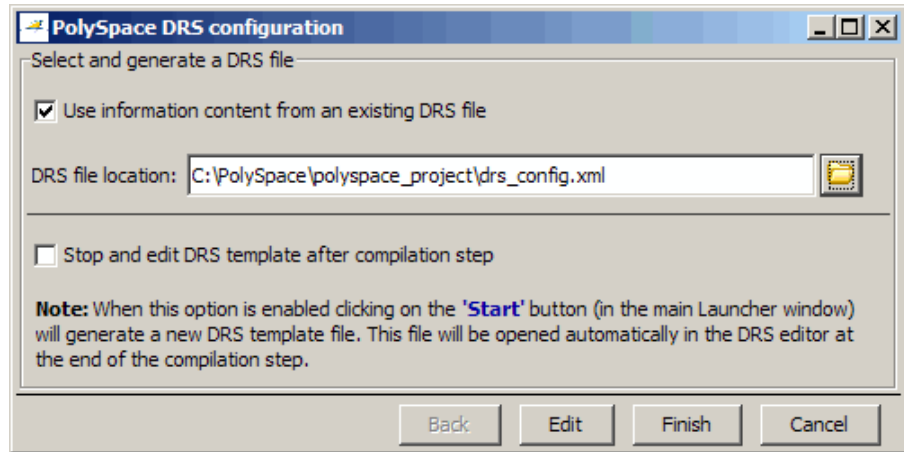 PolySpace DRS configuration
Select and generate a DRS file
Use information content from an existing DRS file
DRS file location: C:\PolySpace\polyspace_project\drs_config.xml
Stop and edit DRS template after compilation step
Note: When this option is enabled clicking on the 'Start' button (in the main Launcher window)
will generate a new DRS template file. This file will be opened automatically in the DRS editor at
the end of the compilation step.
Back Edit Finish Cancel